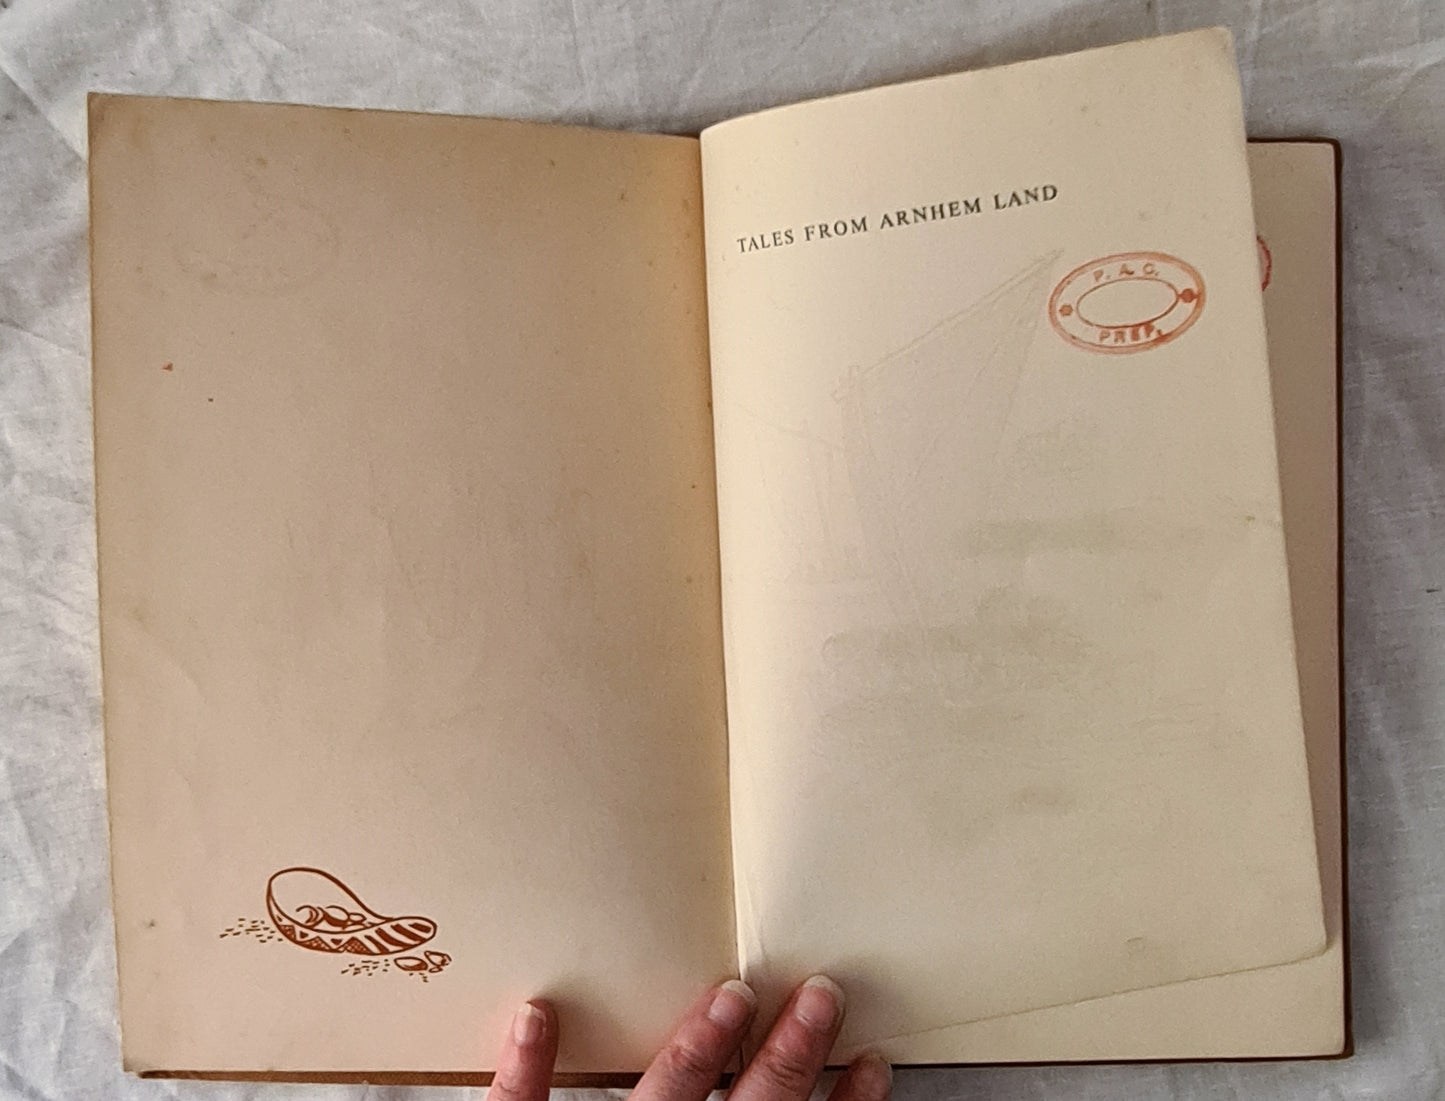 TALES FROM ARNHEM LAND
P. A. C.
PREP.